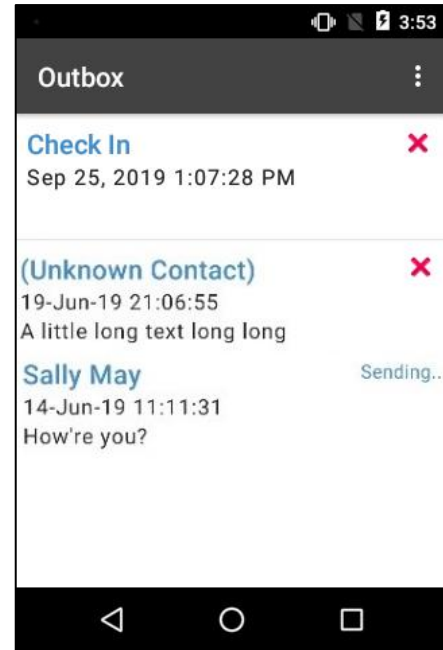 3:53
Outbox
Check In
Sep 25, 2019 1:07:28 PM
(Unknown Contact)
19-Jun-19 21:06:55
A little long text long long
Sally May
Sending..
14-Jun-19 11:11:31
How're you?